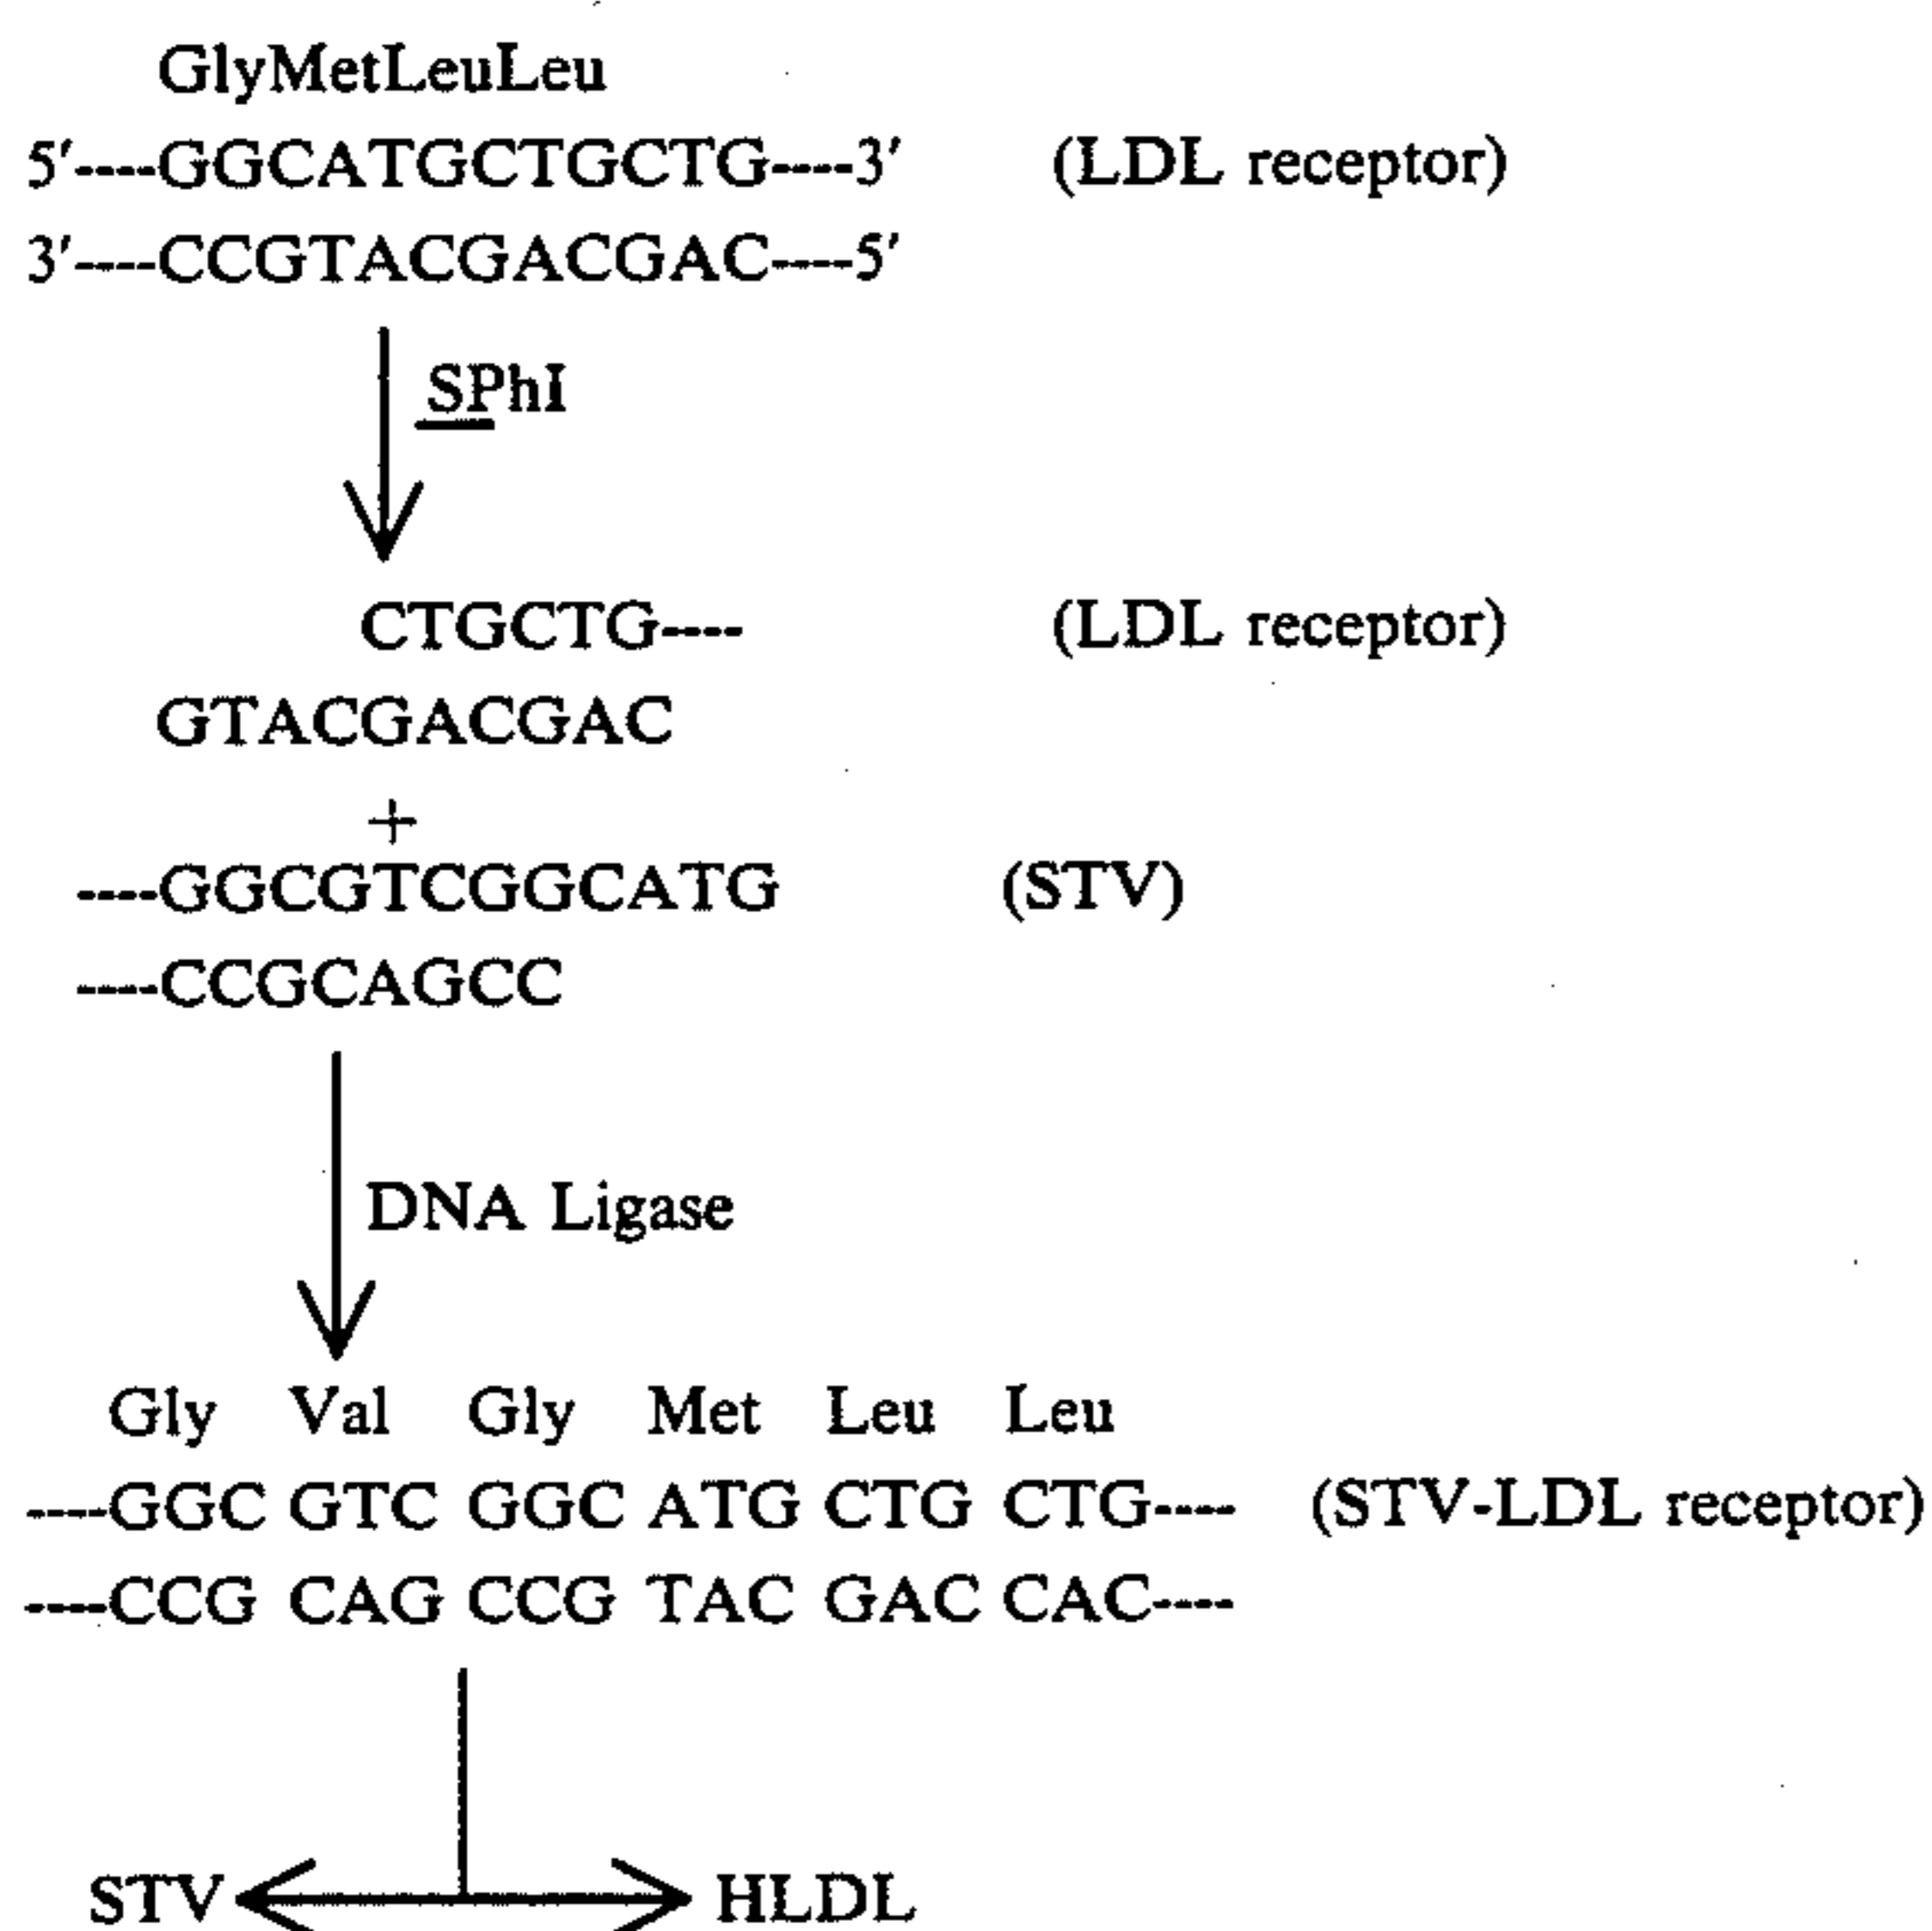 GlyMetLeuLeu
5′----GGCATGCTGCTG----3′ (LDL receptor)
3′----CCGTACGACGAC----5′
SPhI
CTGCTG---- (LDL receptor)
GTACGACGAC
+
----GGCGTCGGCATG (STV)
----CCGCAGCC
DNA Ligase
Gly Val Gly Met Leu Leu
----GGC GTC GGC ATG CTG CTG---- (STV-LDL receptor)
----CCG CAG CCG TAC GAC CAC----
STV HLDL